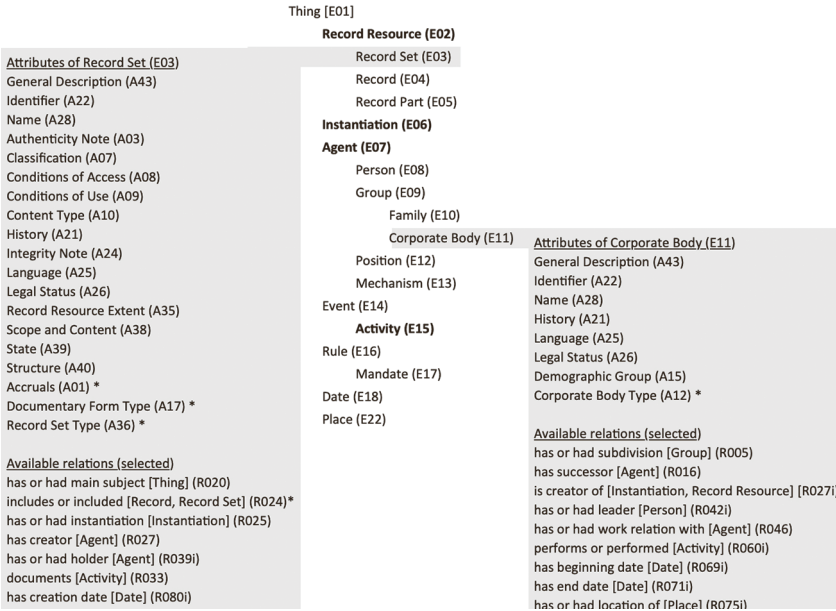 Thing [E01]
Record Resource (E02)
Record Set (E03)
Record (E04)
Record Part (E05)
Instantiation (E06)
Agent (E07)
Person (E08)
Group (E09)
Family (E10)
Corporate Body (E11)
Position (E12)
Mechanism (E13)
Event (E14)
Activity (E15)
Rule (E16)
Mandate (E17)
Date (E18)
Place (E22)
Attributes of Record Set (E03)
General Description (A43)
Identifier (A22)
Name (A28)
Authenticity Note (A03)
Classification (A07)
Conditions of Access (A08)
Conditions of Use (A09)
Content Type (A10)
History (A21)
Integrity Note (A24)
Language (A25)
Legal Status (A26)
Record Resource Extent (A35)
Scope and Content (A38)
State (A39)
Structure (A40)
Accruals (A01) *
Documentary Form Type (A17) *
Record Set Type (A36) *
Available relations (selected)
has or had main subject [Thing] (R020)
includes or included [Record, Record Set] (R024)*
has or had instantiation [Instantiation] (R025)
has creator [Agent] (R027)
has or had holder [Agent] (R039i)
documents [Activity] (R033)
has creation date [Date] (R080i)
Attributes of Corporate Body (E11)
General Description (A43)
Identifier (A22)
Name (A28)
History (A21)
Language (A25)
Legal Status (A26)
Demographic Group (A15)
Corporate Body Type (A12) *
Available relations (selected)
has or had subdivision [Group] (R005)
has successor [Agent] (R016)
is creator of [Instantiation, Record Resource] [R027i
has or had leader [Person] (R042i)
has or had work relation with [Agent] (R046)
performs or performed [Activity] (R060i)
has beginning date [Date] (R069i)
has end date [Date] (R071i)
has or had location of [Place] (R075i)